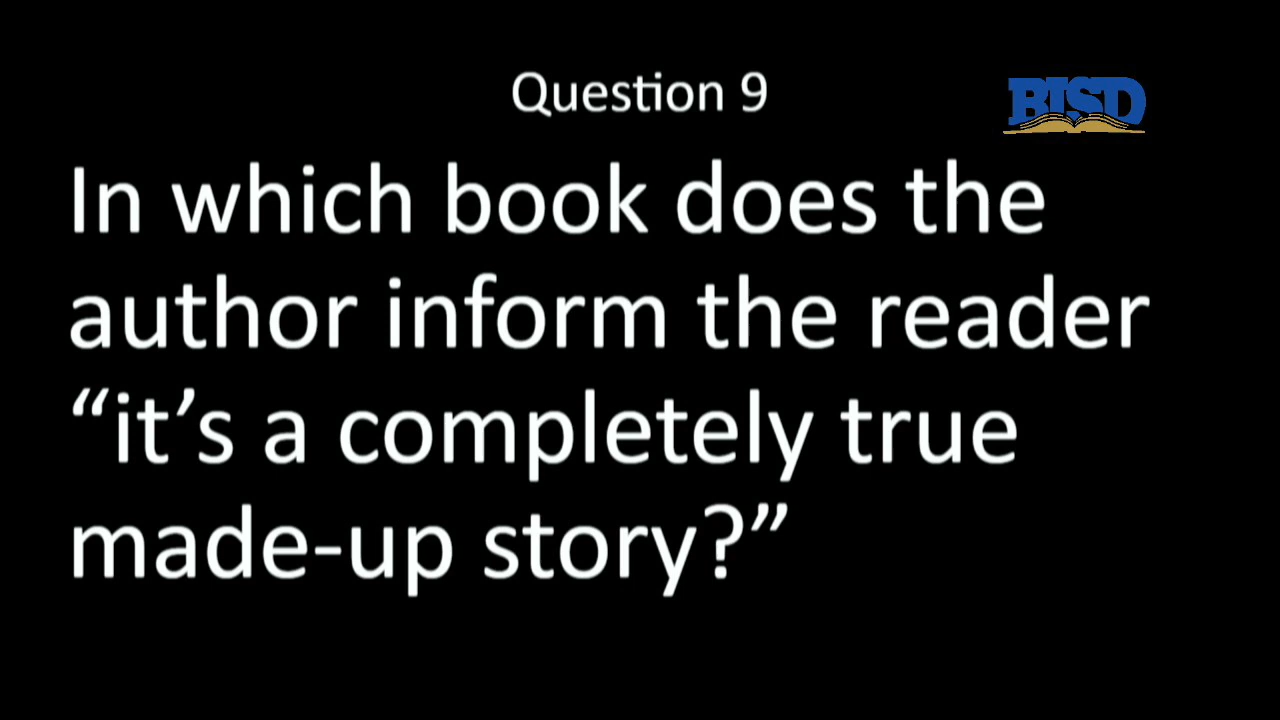 Question 9
BISD
In which book does the
author inform the reader
“it’s a completely true
made-up story?”